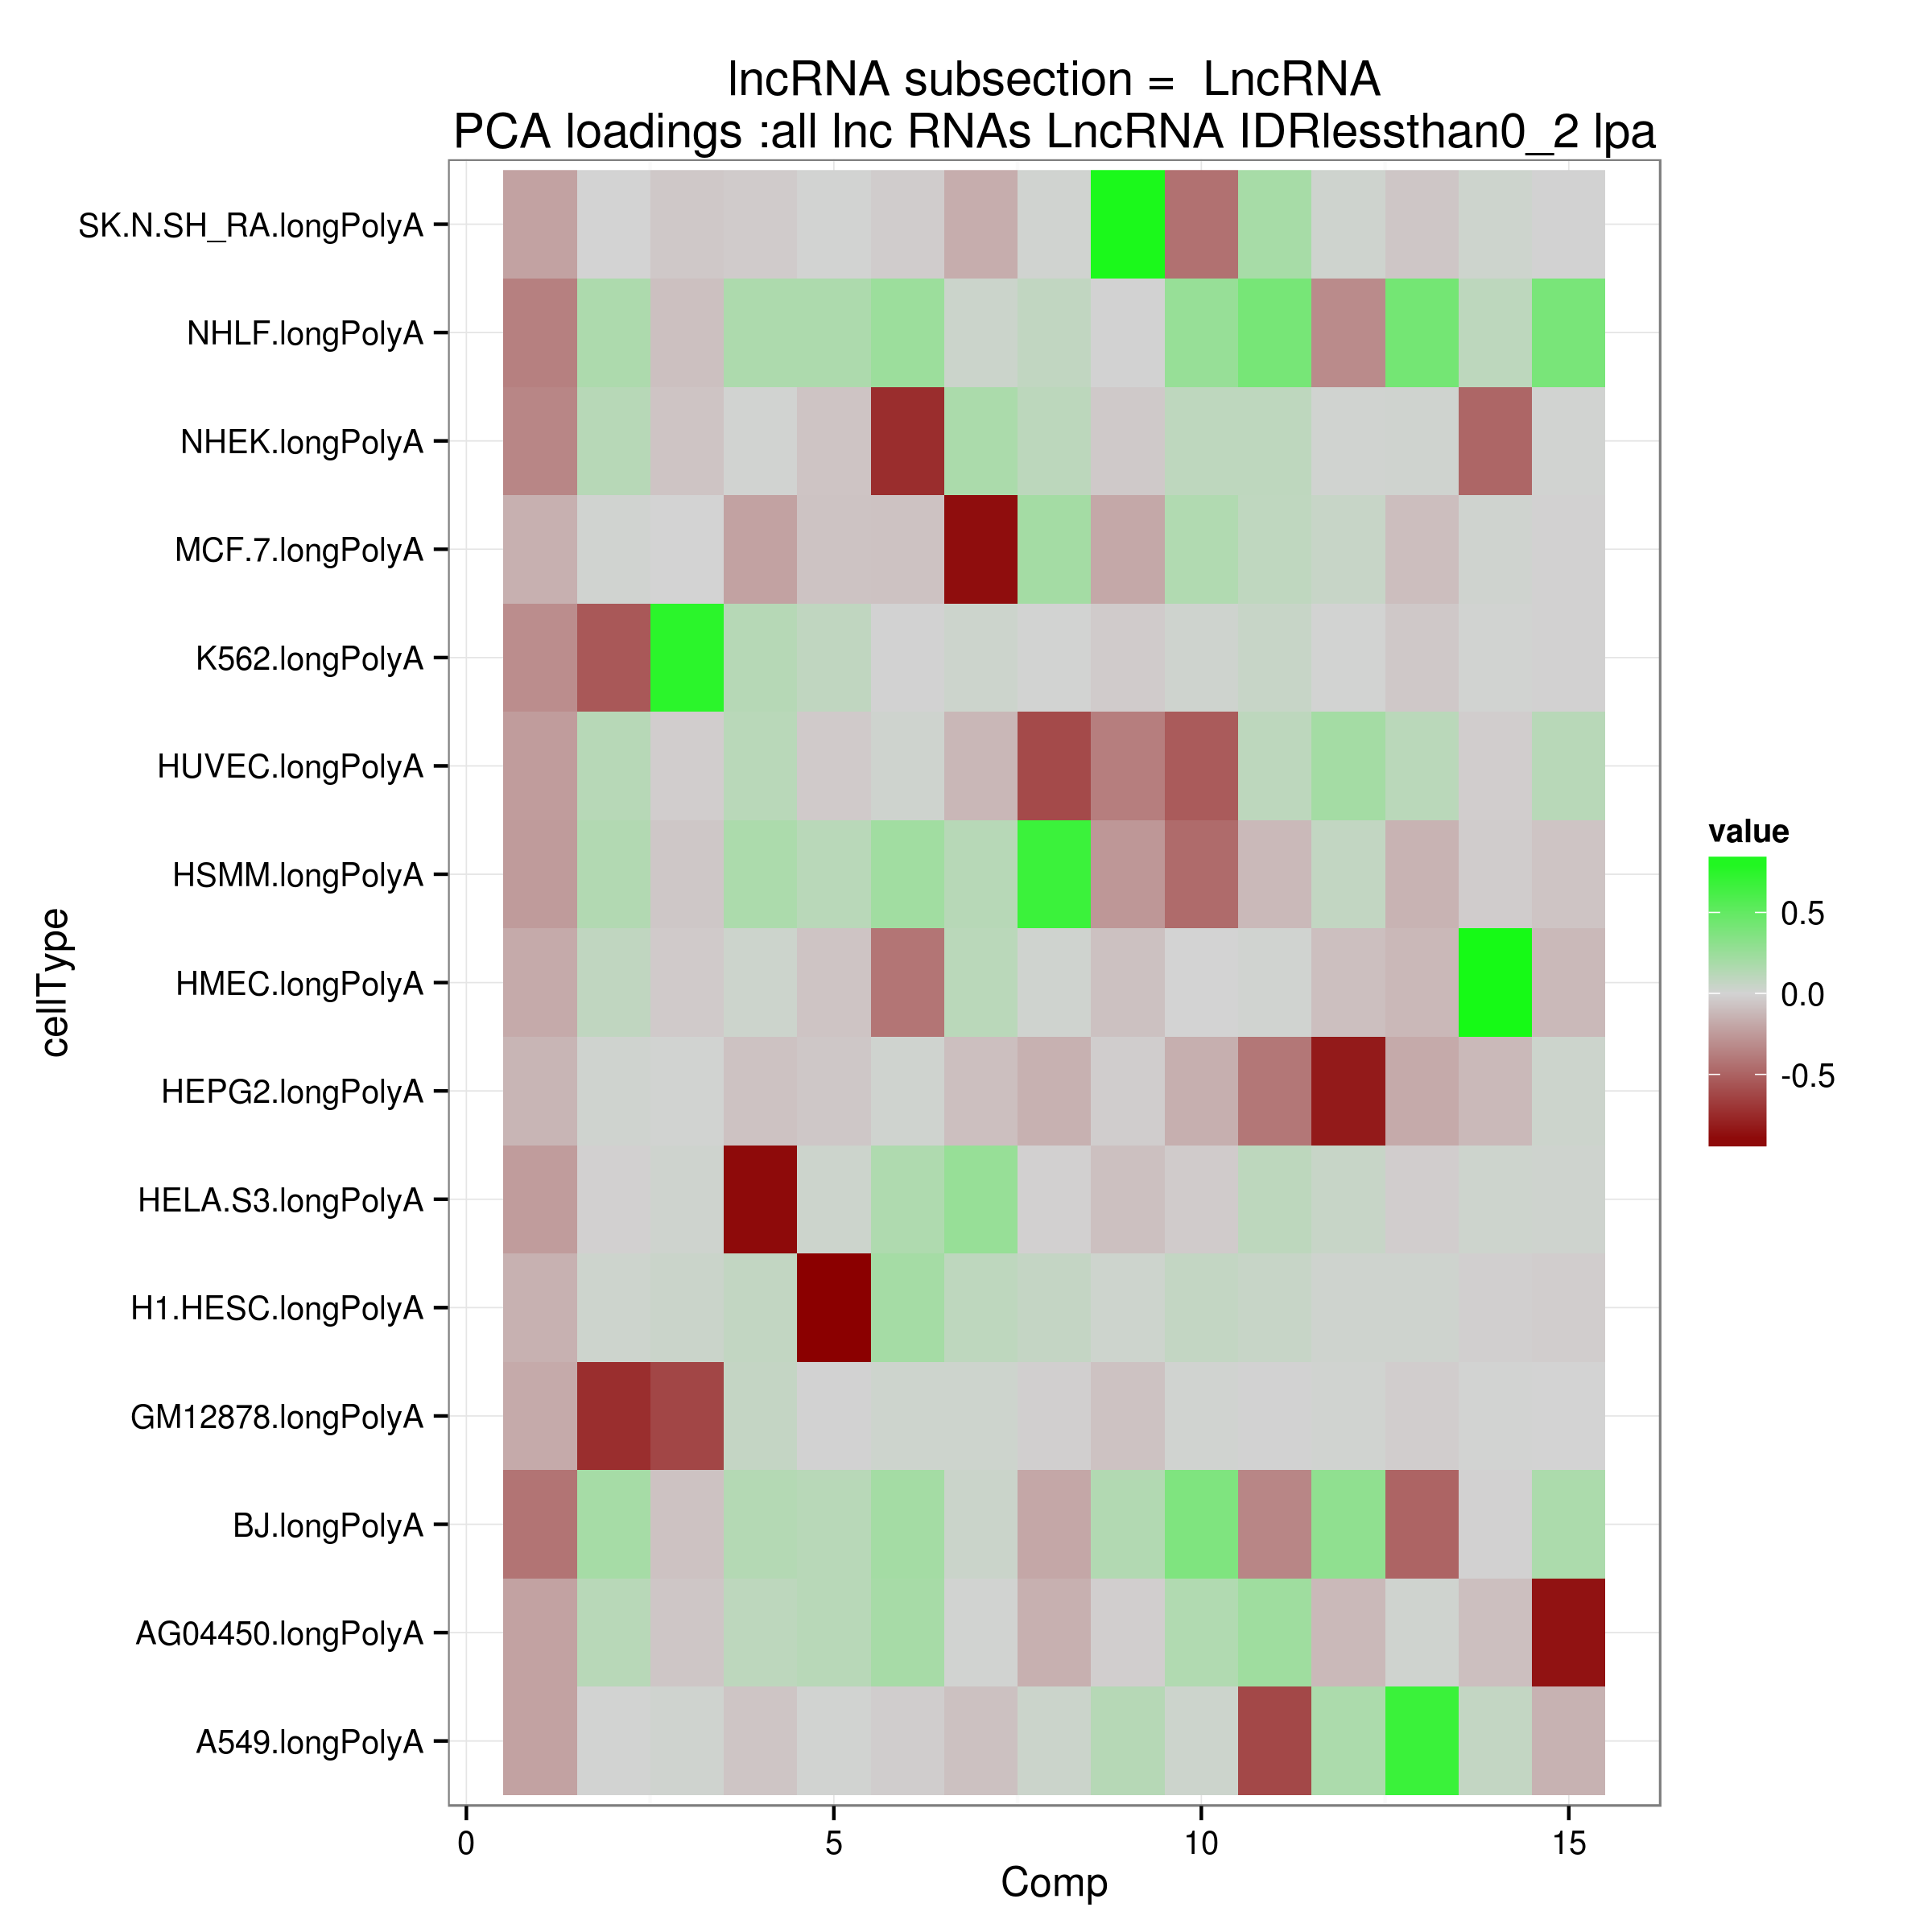 lncRNA subsection =  LncRNA
PCA loadings :all lnc RNAs LncRNA IDRlessthan0_2 lpa
SK.N.SH_RA.longPolyA
NHLF.longPolyA
NHEK.longPolyA
MCF.7.longPolyA
K562.longPolyA
HUVEC.longPolyA
HSMM.longPolyA
HMEC.longPolyA
HEPG2.longPolyA
HELA.S3.longPolyA
H1.HESC.longPolyA
GM12878.longPolyA
BJ.longPolyA
AG04450.longPolyA
A549.longPolyA
cellType
0 5 10 15
Comp
value
0.5
0.0
-0.5